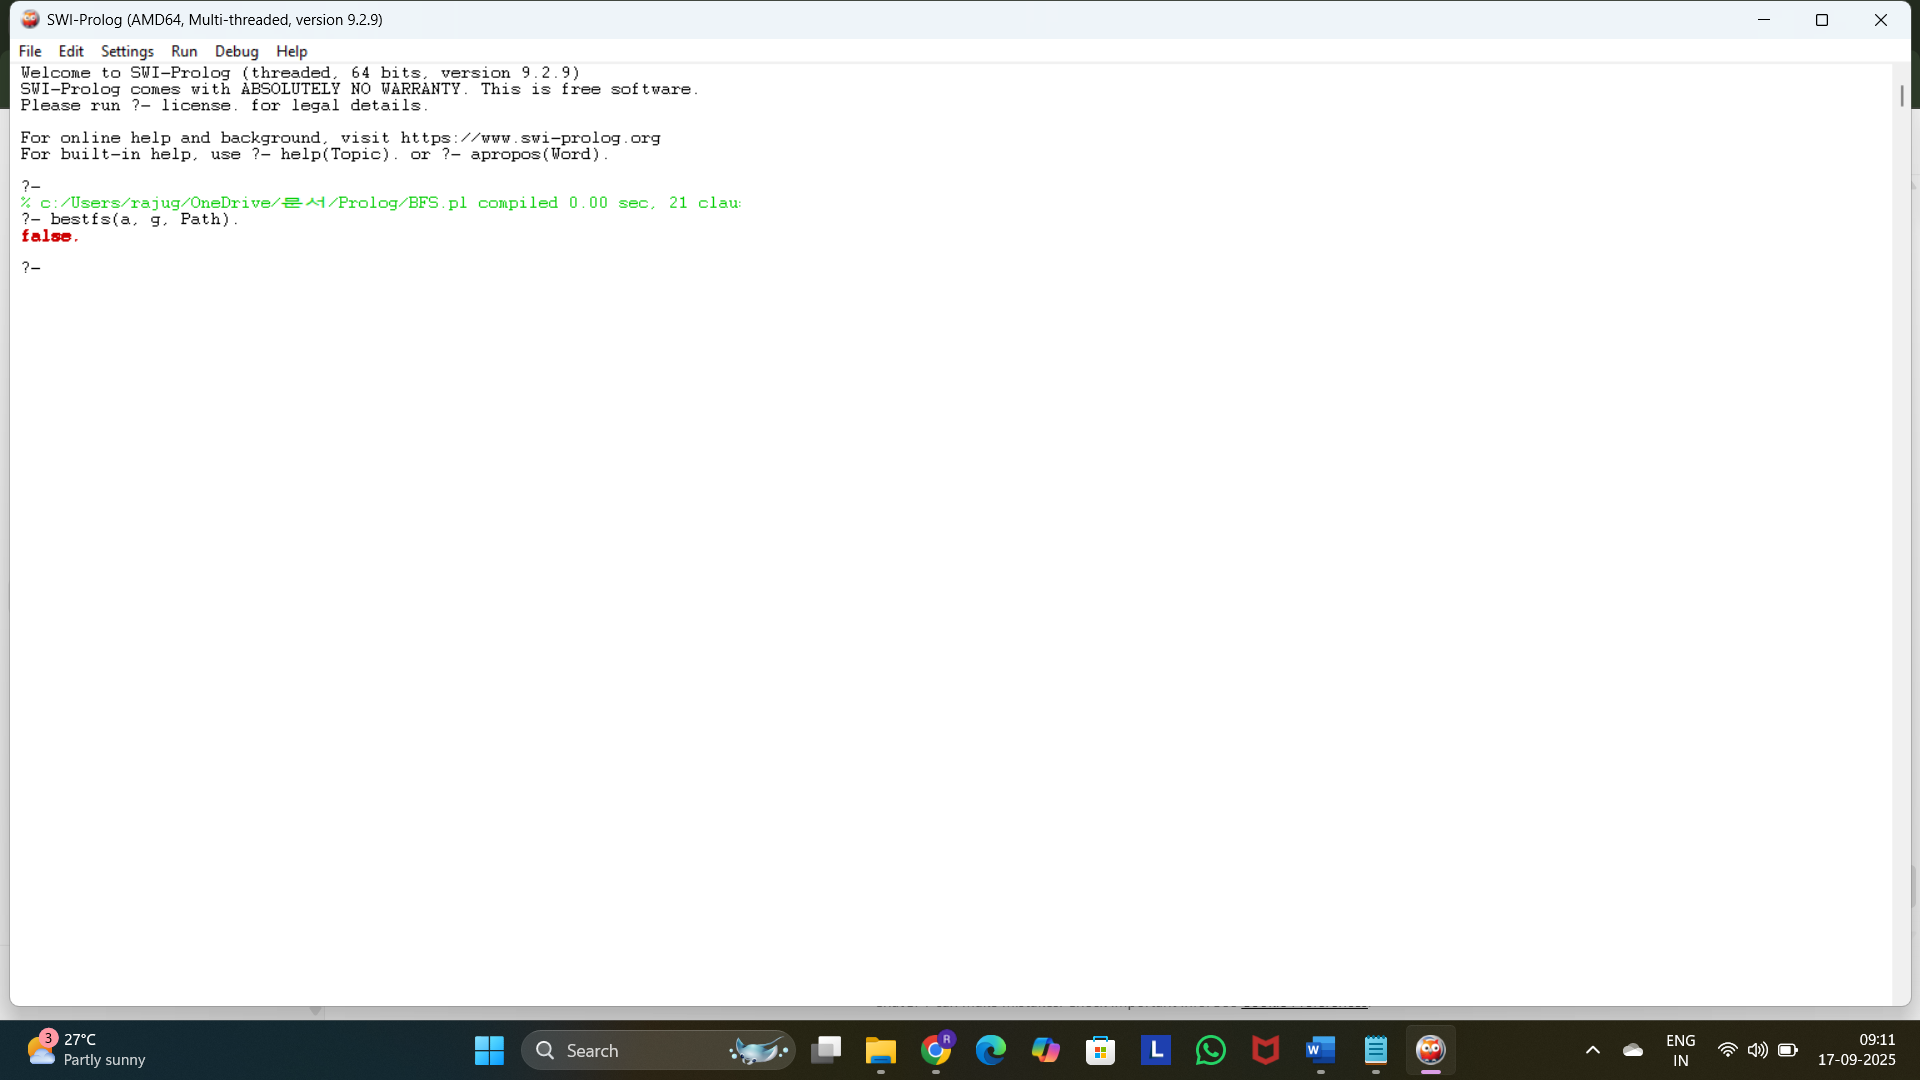 SWI-Prolog (AMD64, Multi-threaded, version 9.2.9)
File Edit Settings Run Debug Help
Welcome to SWI-Prolog (threaded, 64 bits, version 9.2.9)
SWI-Prolog comes with ABSOLUTELY NO WARRANTY. This is free software.
Please run ?- license. for legal details.
For online help and background, visit https://www.swi-prolog.org
For built-in help, use ?- help(Topic). or ?- apropos(Word).
?-
% c:/Users/rajug/OneDrive/문서/Prolog/BFS.pl compiled 0.00 sec, 21 clau
?- bestfs(a, g, Path).
false.
?-
3
27°C
Partly sunny
Search
R
L
W
ENG
IN
09:11
17-09-2025